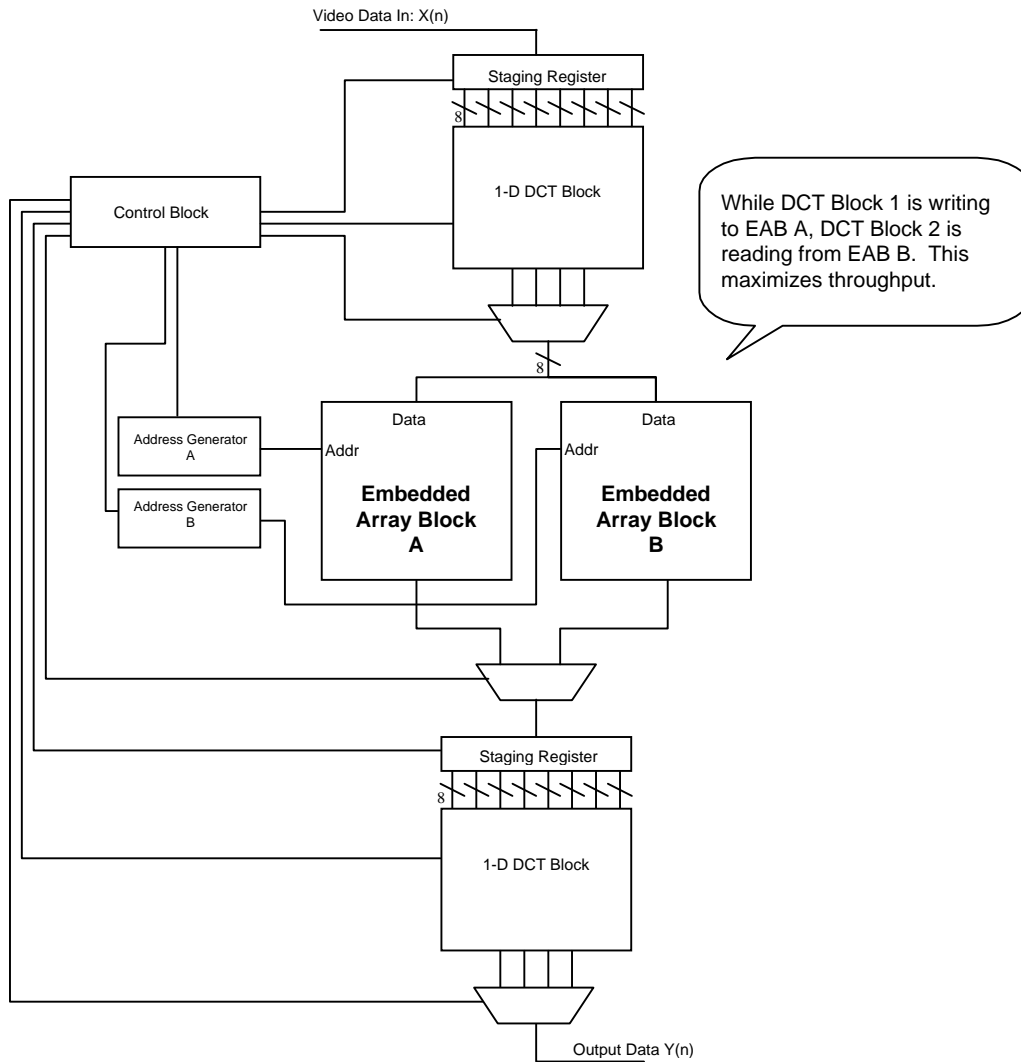 Video Data In: X(n)
Staging Register
8
1-D DCT Block
Control Block
While DCT Block 1 is writing
to EAB A, DCT Block 2 is
reading from EAB B.  This
maximizes throughput.
8
Data
Data
Address Generator
A
Addr
Addr
Embedded
Array Block
A
Embedded
Array Block
B
Address Generator
B
Staging Register
8
1-D DCT Block
Output Data Y(n)